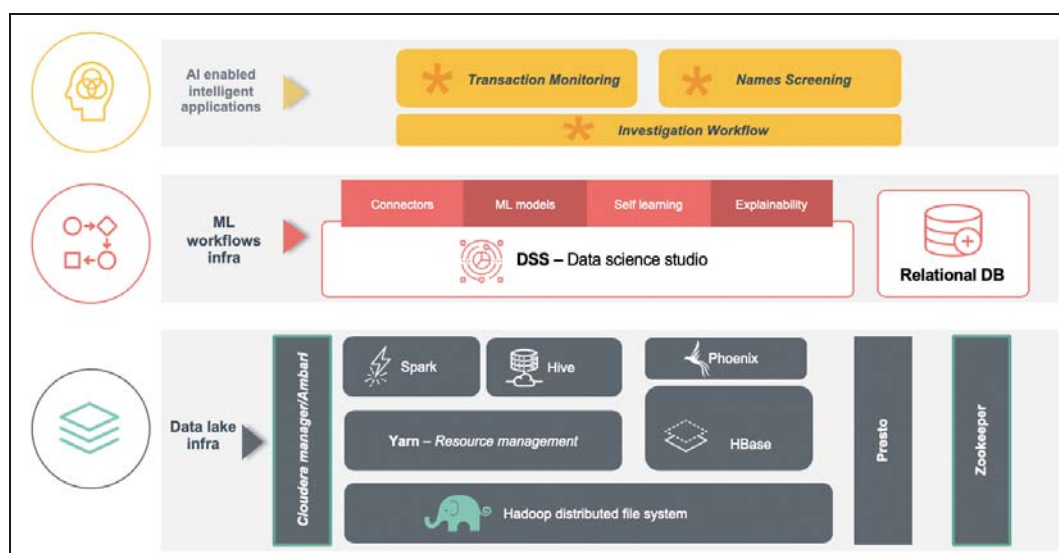 AI enabled
intelligent
applications
Transaction Monitoring
Names Screening
Investigation Workflow
ML
workflows
infra
Connectors
ML models
Self learning
Explainability
DSS – Data science studio
Relational DB
Data lake
infra
Cloudera manager/Ambari
Spark
Hive
Phoenix
Yarn – Resource management
HBase
Hadoop distributed file system
Presto
Zookeeper